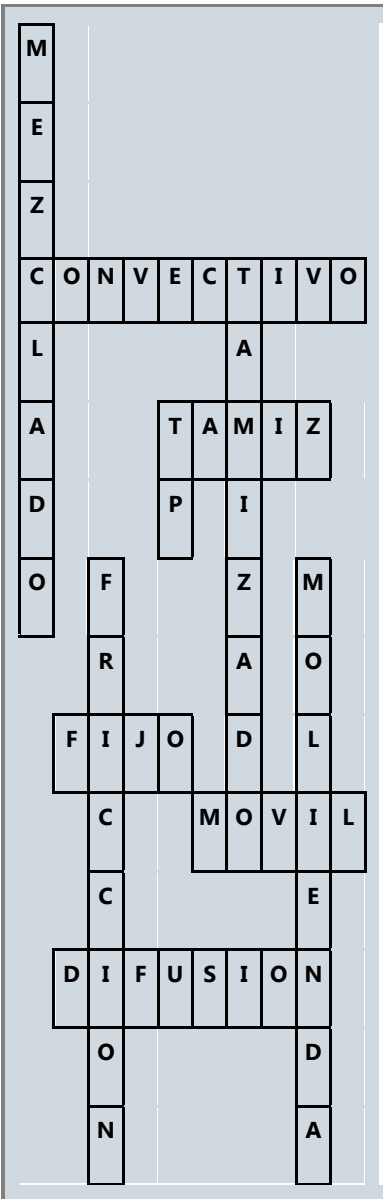 M
E
Z
C O N V E C T I V O
L A
A T A M I Z
D P I
O F Z M
R A O
F I J O D L
C M O V I L
C E
D I F U S I O N
O D
N A